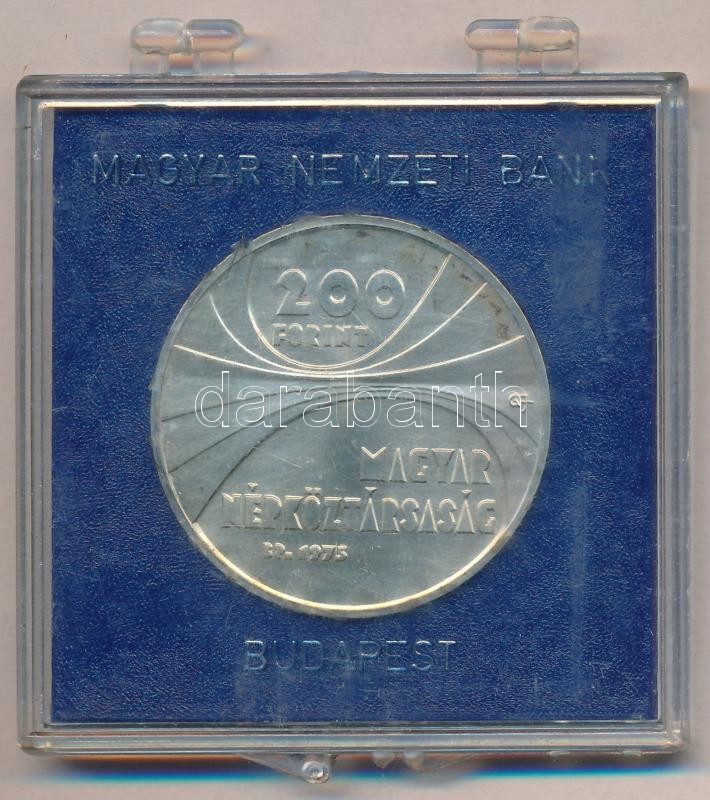 MAGYAR NEMZETI BANK
200
FORINT
darabanth
MAGYAR
NÉPKÖZTÁRSASÁG
BP. 1975
BUDAPEST